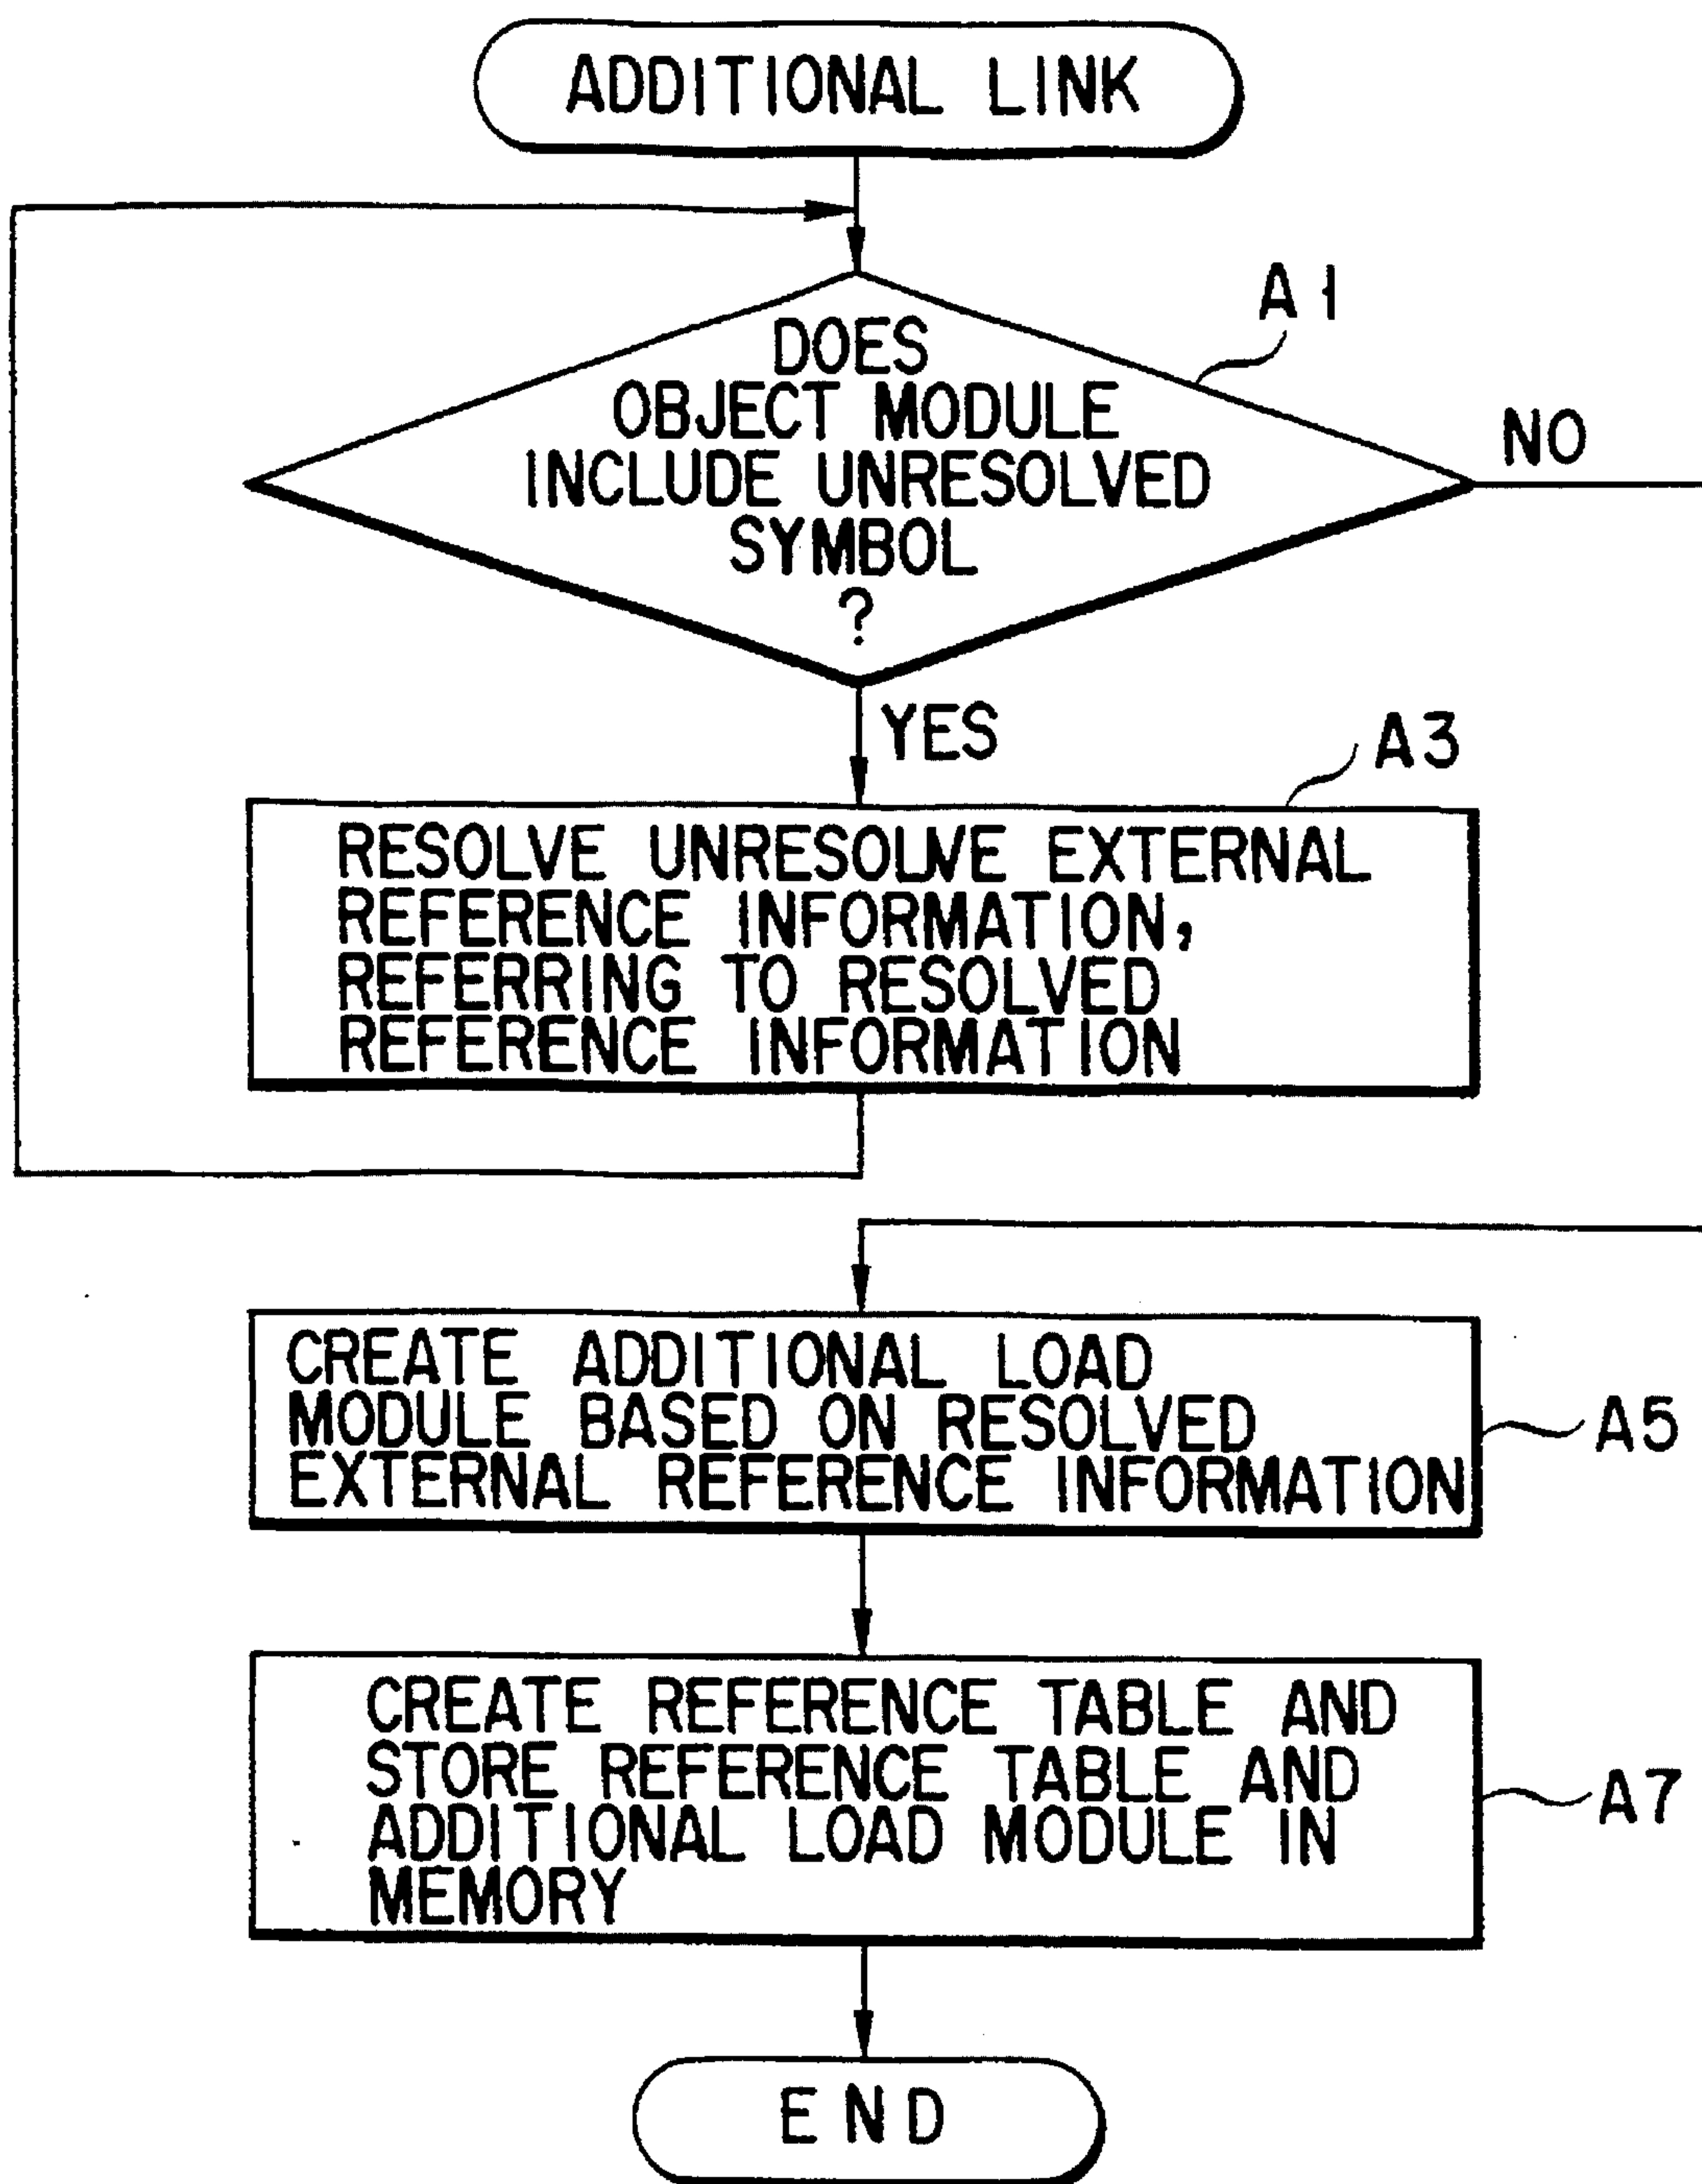 ADDITIONAL LINK
A1
DOES
OBJECT MODULE
INCLUDE UNRESOLVED
SYMBOL
?
NO
YES
A3
RESOLVE UNRESOLVE EXTERNAL
REFERENCE INFORMATION,
REFERRING TO RESOLVED
REFERENCE INFORMATION
CREATE ADDITIONAL LOAD
MODULE BASED ON RESOLVED
EXTERNAL REFERENCE INFORMATION
A5
CREATE REFERENCE TABLE AND
STORE REFERENCE TABLE AND
ADDITIONAL LOAD MODULE IN
MEMORY
A7
END